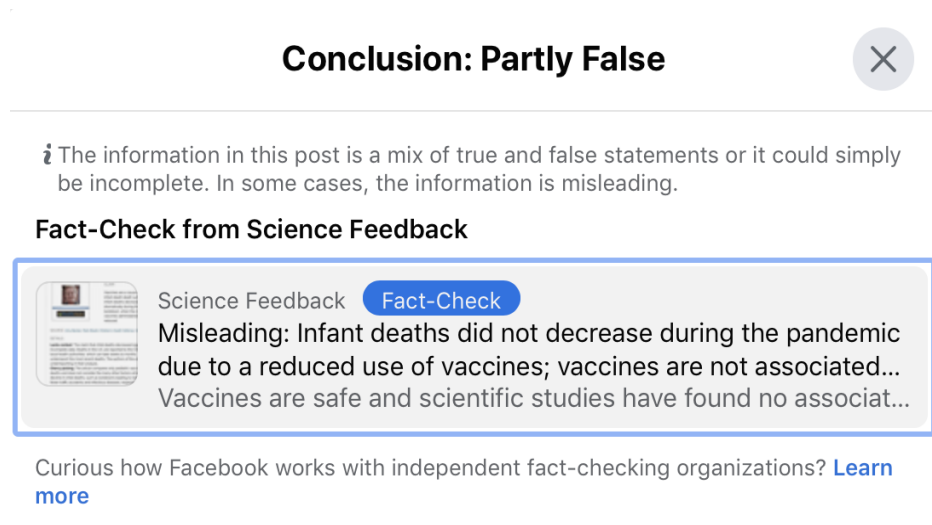 Conclusion: Partly False
The information in this post is a mix of true and false statements or it could simply
be incomplete. In some cases, the information is misleading.
Fact-Check from Science Feedback
Science Feedback Fact-Check
Misleading: Infant deaths did not decrease during the pandemic
due to a reduced use of vaccines; vaccines are not associated...
Vaccines are safe and scientific studies have found no associat...
Curious how Facebook works with independent fact-checking organizations? Learn
more